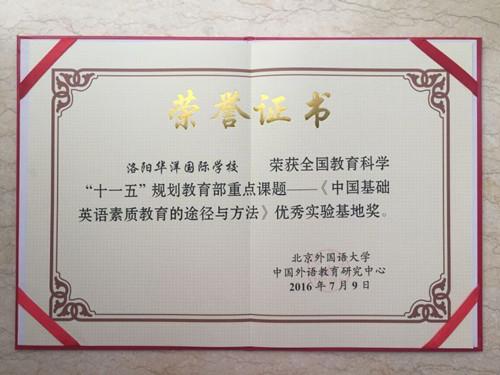 荣誉证书
洛阳华洋国际学校 荣获全国教育科学
“十一五”规划教育部重点课题——《中国基础
英语素质教育的途径与方法》优秀实验基地奖。
北京外国语大学
中国外语教育研究中心
2016年7月9日